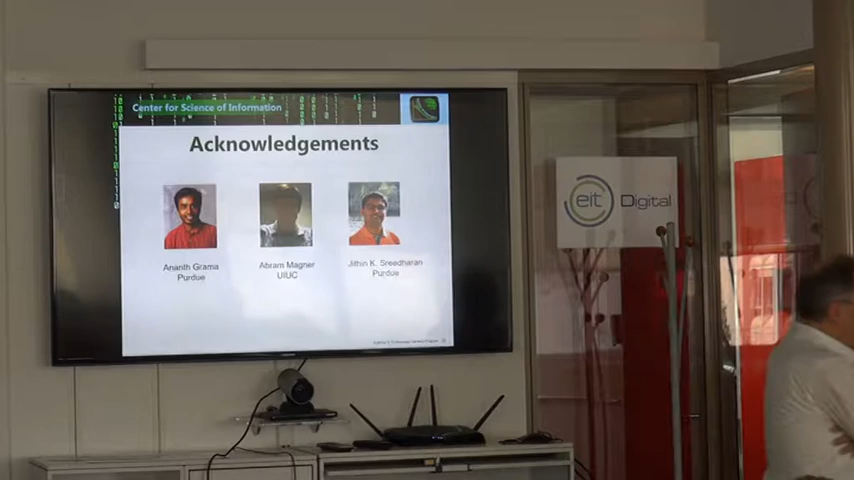 Center for Science of Information
Acknowledgements
Ananth Grama
Purdue
Abram Magner
UIUC
Jithin K. Sreedharan
Purdue
eit Digital